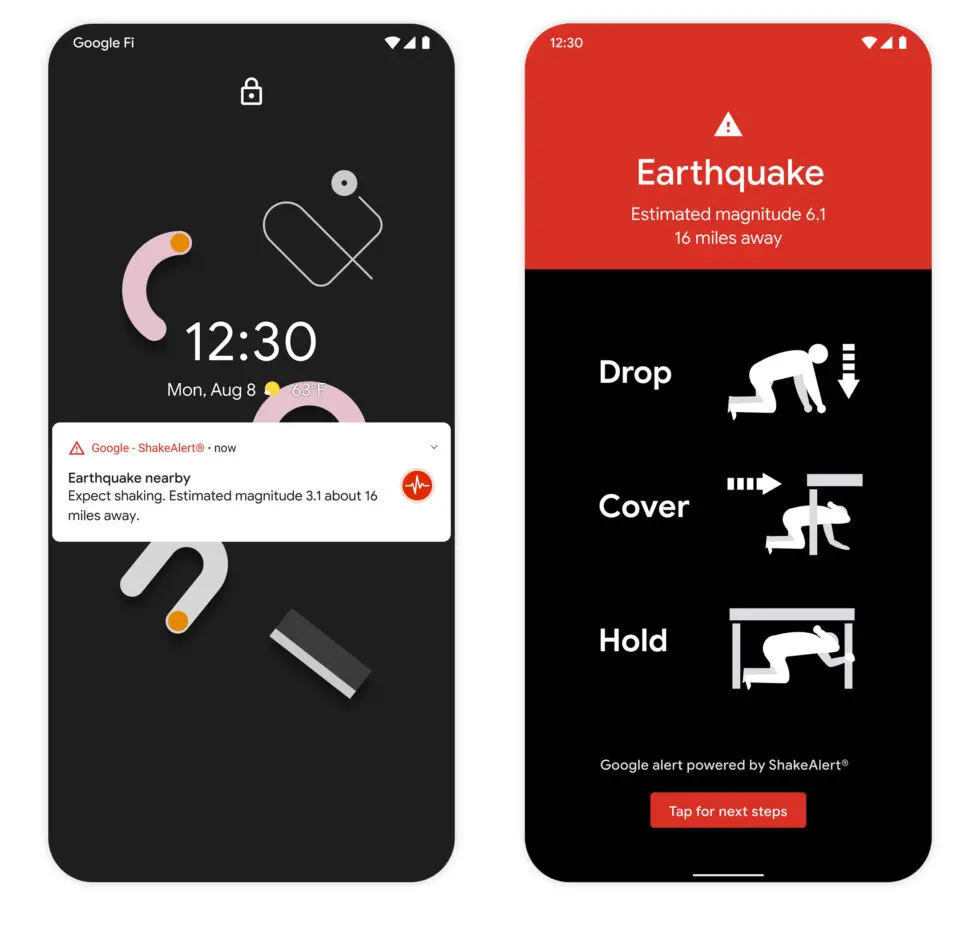 Google Fi
12:30
Mon, Aug 8 63°F
Google - ShakeAlert® • now
Earthquake nearby
Expect shaking. Estimated magnitude 3.1 about 16
miles away.
12:30
Earthquake
Estimated magnitude 6.1
16 miles away
Drop
Cover
Hold
Google alert powered by ShakeAlert®
Tap for next steps